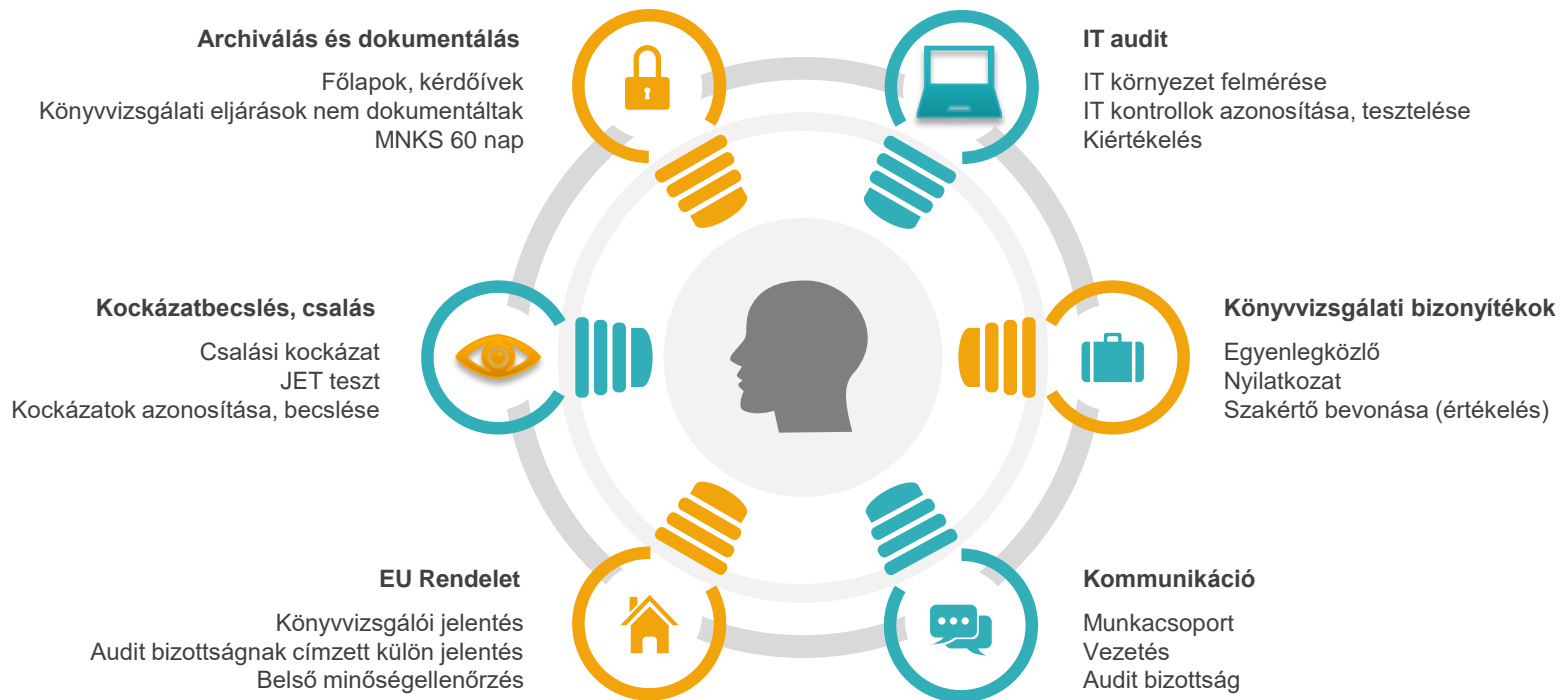 Archiválás és dokumentálás
Főlapok, kérdőívek
Könyvvizsgálati eljárások nem dokumentáltak
MNKS 60 nap
IT audit
IT környezet felmérése
IT kontrollok azonosítása, tesztelése
Kiértékelés
Kockázatbecslés, csalás
Csalási kockázat
JET teszt
Kockázatok azonosítása, becslése
Könyvvizsgálati bizonyítékok
Egyenlegközlő
Nyilatkozat
Szakértő bevonása (értékelés)
EU Rendelet
Könyvvizsgálói jelentés
Audit bizottságnak címzett külön jelentés
Belső minőségellenőrzés
Kommunikáció
Munkacsoport
Vezetés
Audit bizottság